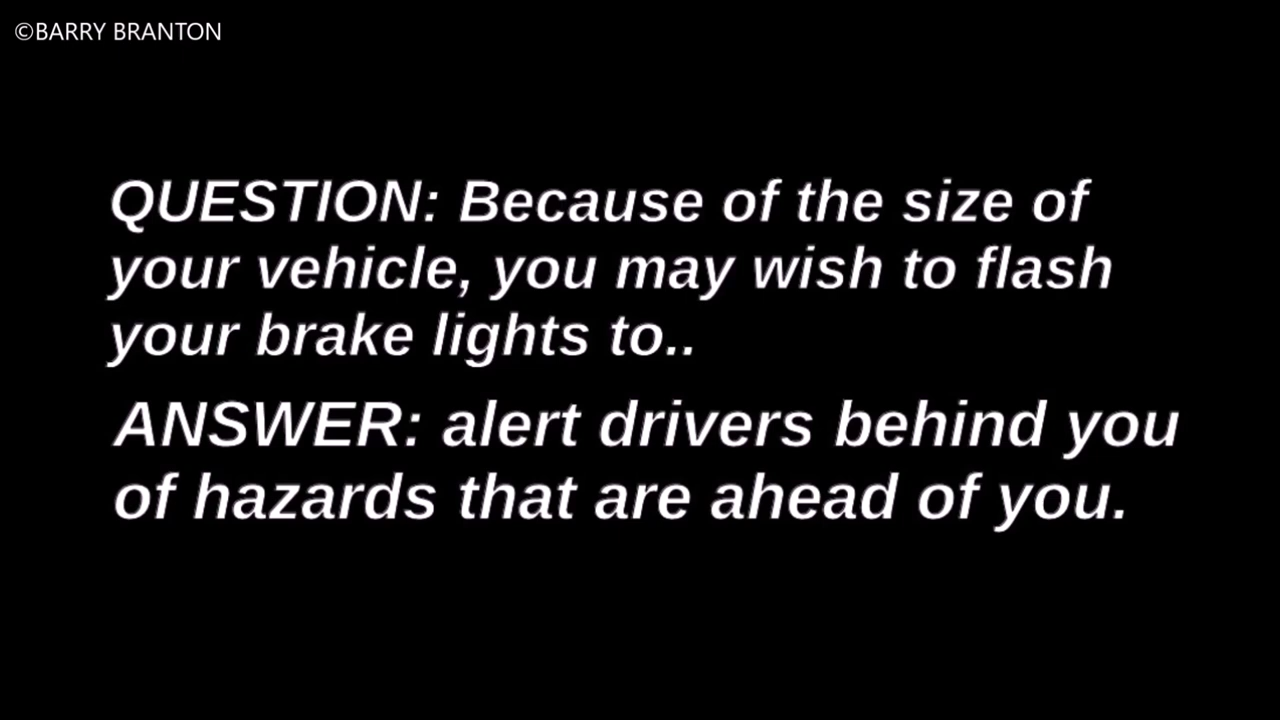 ©BARRY BRANTON
QUESTION: Because of the size of
your vehicle, you may wish to flash
your brake lights to..
ANSWER: alert drivers behind you
of hazards that are ahead of you.